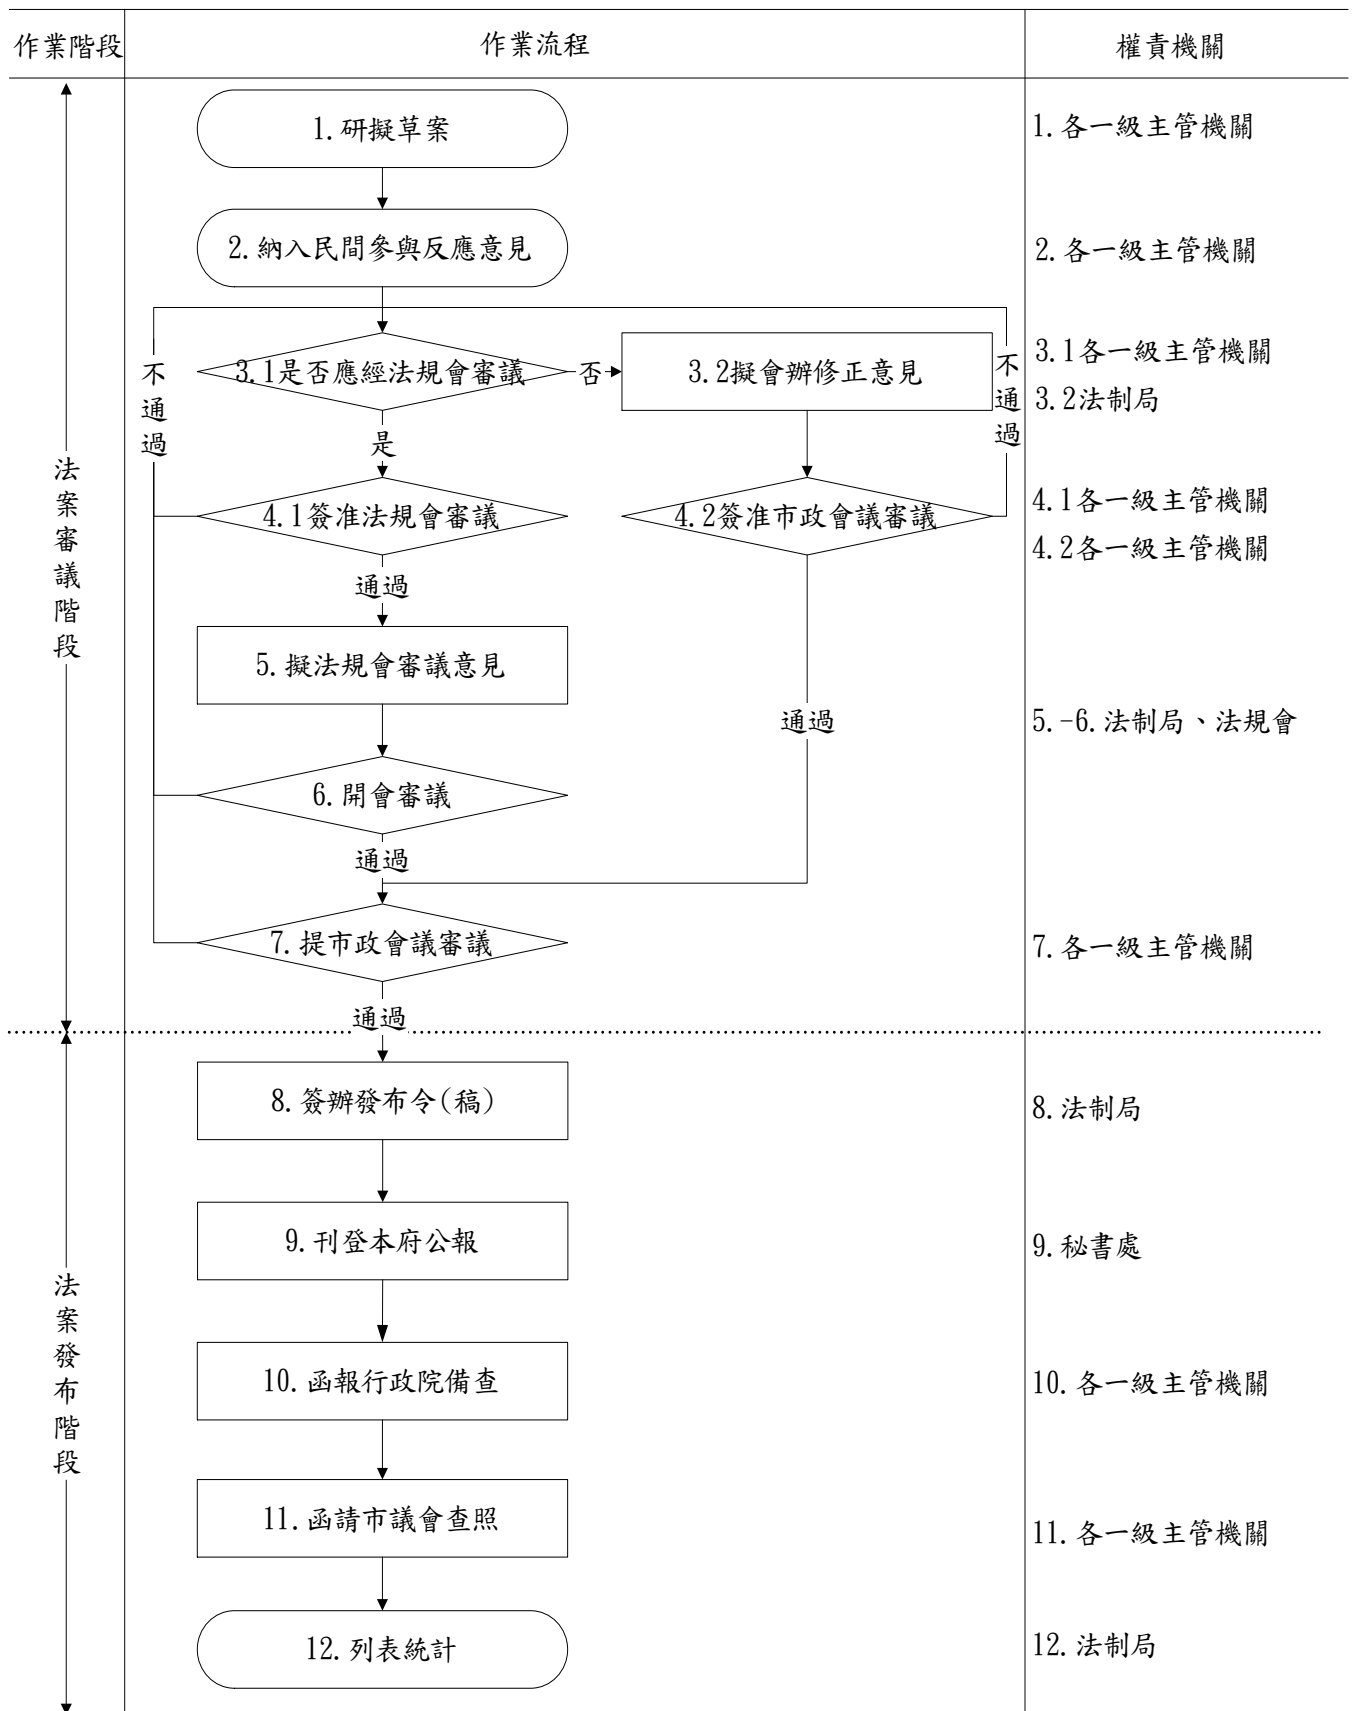 作業階段
作業流程
權責機關
1.研擬草案
1.各一級主管機關
2.納入民間參與反應意見
2.各一級主管機關
不通過
3.1是否應經法規會審議
否
3.2擬會辦修正意見
不通過
3.1各一級主管機關
3.2法制局
是
法案審議階段
4.1簽准法規會審議
4.2簽准市政會議審議
4.1各一級主管機關
4.2各一級主管機關
通過
5.擬法規會審議意見
通過
5.-6.法制局、法規會
6.開會審議
通過
7.提市政會議審議
7.各一級主管機關
通過
8.簽辦發布令(稿)
8.法制局
9.刊登本府公報
9.秘書處
法案發布階段
10.函報行政院備查
10.各一級主管機關
11.函請市議會查照
11.各一級主管機關
12.列表統計
12.法制局